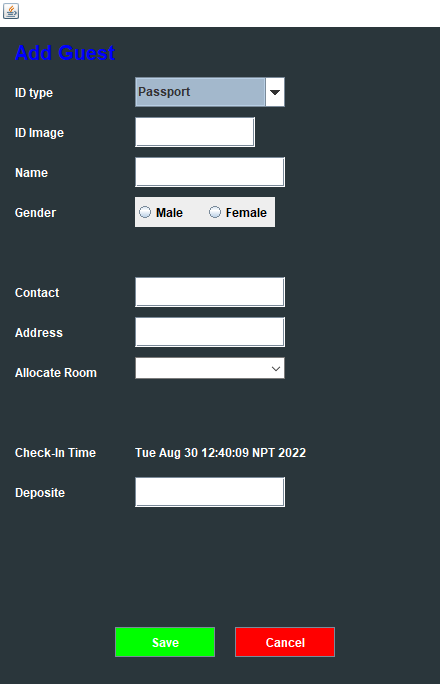 Add Guest
ID type Passport
ID Image
Name
Gender Male Female
Contact
Address
Allocate Room
Check-In Time Tue Aug 30 12:40:09 NPT 2022
Deposite
Save Cancel